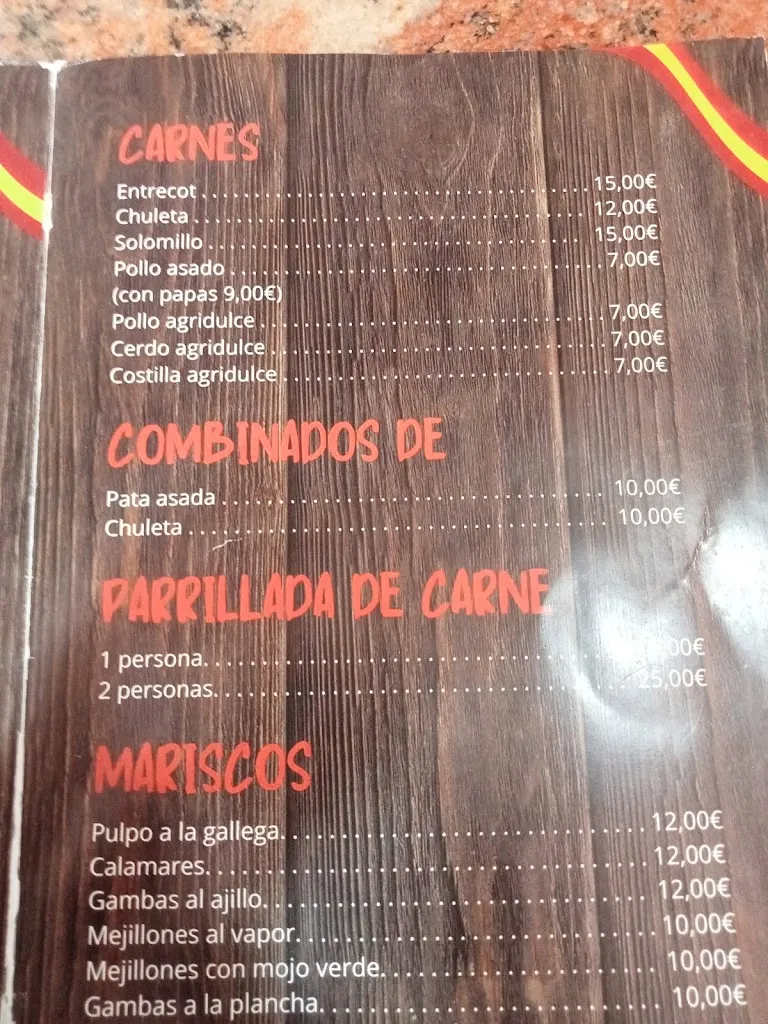 CARNES
Entrecot 15,00€
Chuleta 12,00€
Solomillo 15,00€
Pollo asado 7,00€
(con papas 9,00€)
Pollo agridulce 7,00€
Cerdo agridulce 7,00€
Costilla agridulce 7,00€
COMBINADOS DE
Pata asada 10,00€
Chuleta 10,00€
PARRILLADA DE CARNE
1 persona
2 personas 25,00€
MARISCOS
Pulpo a la gallega 12,00€
Calamares 12,00€
Gambas al ajillo 12,00€
Mejillones al vapor 10,00€
Mejillones con mojo verde 10,00€
Gambas a la plancha 10,00€